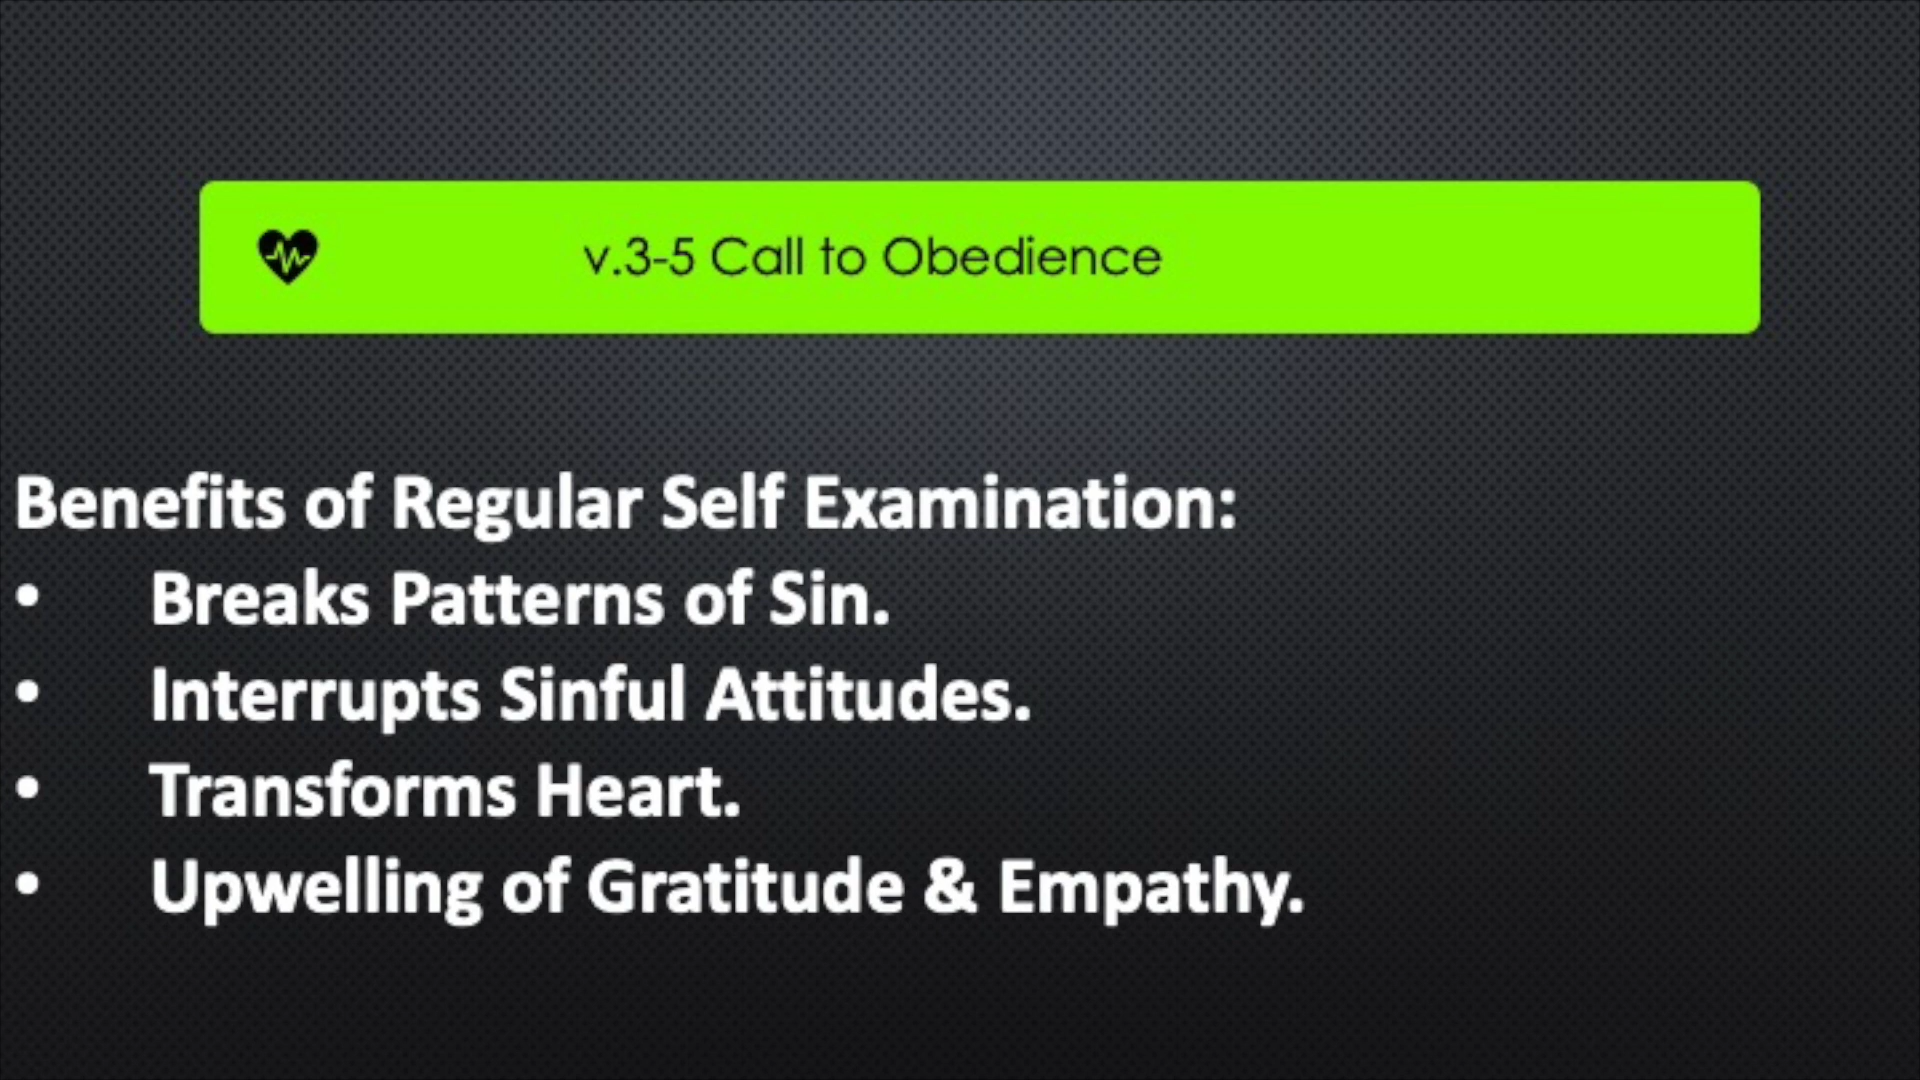 v.3-5 Call to Obedience
Benefits of Regular Self Examination:
• Breaks Patterns of Sin.
• Interrupts Sinful Attitudes.
• Transforms Heart.
• Upwelling of Gratitude & Empathy.